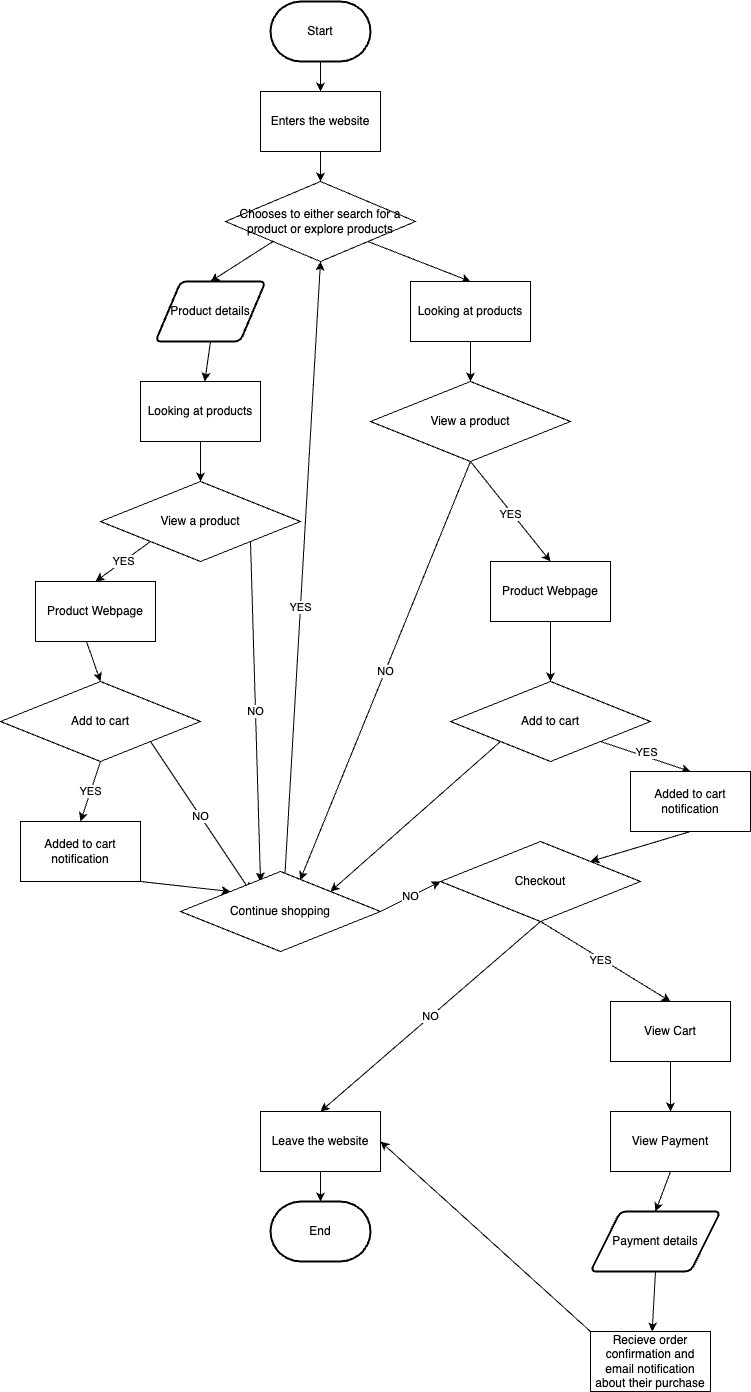 Start
Enters the website
Chooses to either search for a
product or explore products
Product details
Looking at products
Looking at products
View a product
View a product
YES
YES
Product Webpage
Product Webpage
YES
NO
NO
Add to cart
Add to cart
YES
YES
NO
Added to cart
notification
Added to cart
notification
Continue shopping
NO
Checkout
YES
NO
View Cart
Leave the website
View Payment
End
Payment details
Recieve order
confirmation and
email notification
about their purchase